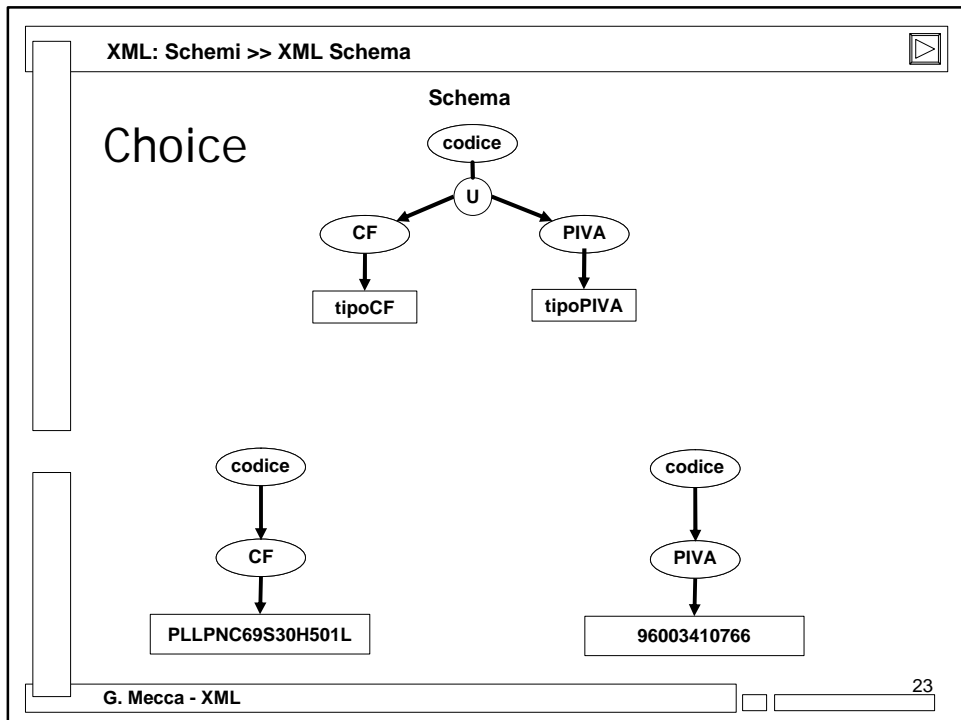 XML: Schemi >> XML Schema
Choice
Schema
codice
U
CF
PIVA
tipoCF
tipoPIVA
codice
CF
PLLPNC69S30H501L
codice
PIVA
96003410766
G. Mecca - XML
23